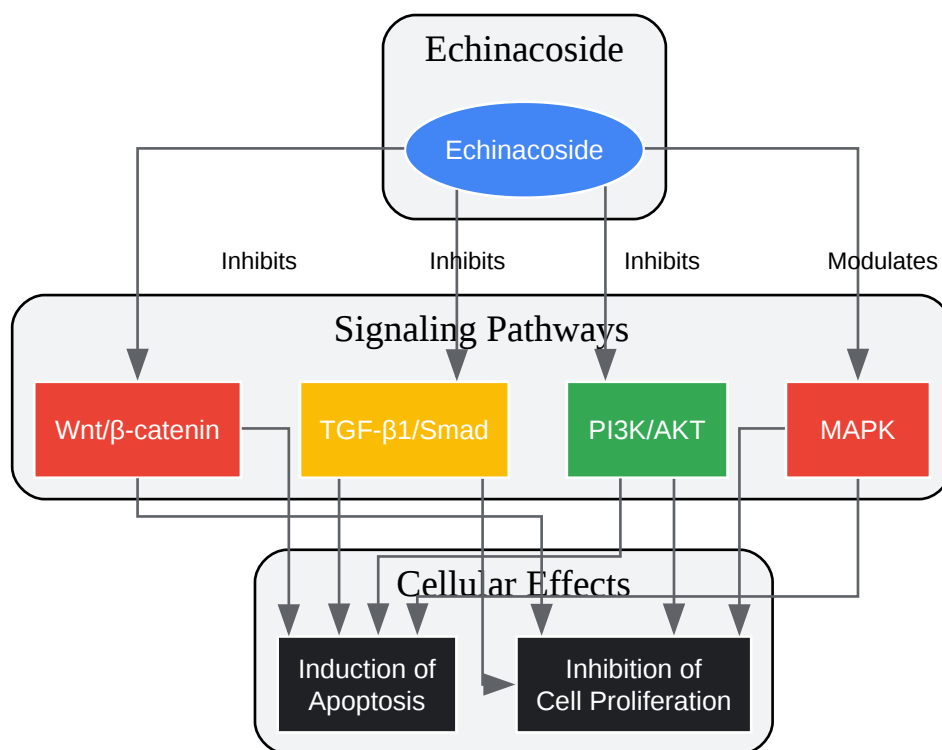 Echinacoside
Echinacoside
Inhibits
Inhibits
Inhibits
Modulates
Signaling Pathways
Wnt/β-catenin
TGF-β1/Smad
PI3K/AKT
MAPK
Cellular Effects
Induction of
Apoptosis
Inhibition of
Cell Proliferation